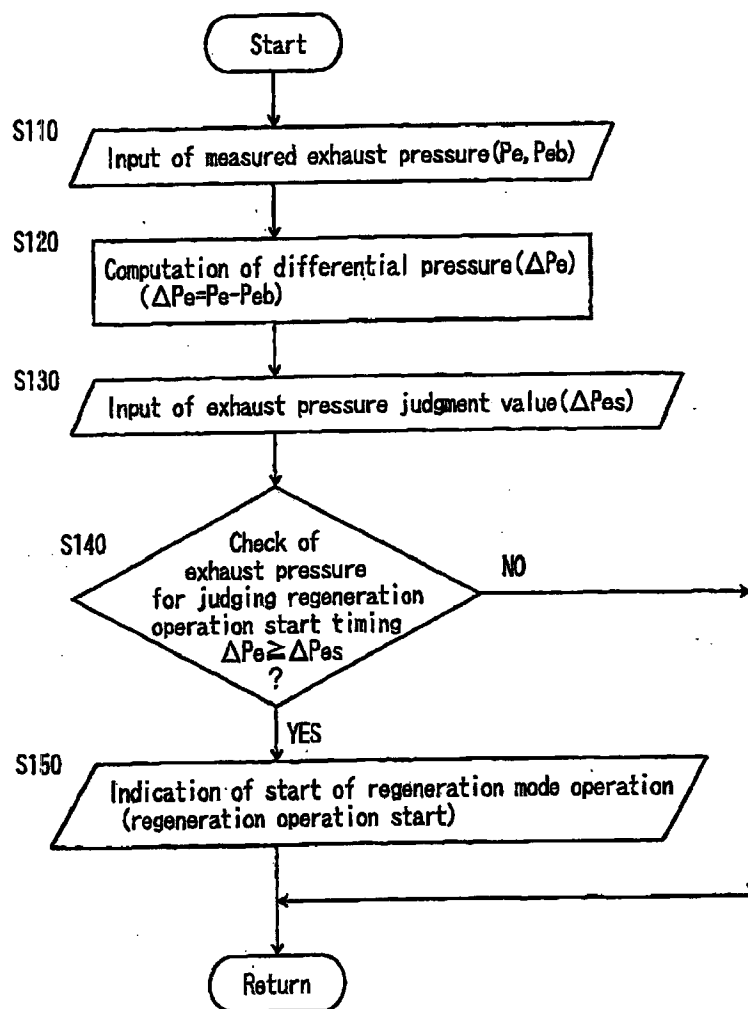 Start
S110
Input of measured exhaust pressure(Pe, Peb)
S120
Computation of differential pressure(ΔPe)
(ΔPe=Pe-Peb)
S130
Input of exhaust pressure judgment value(ΔPes)
S140
Check of
exhaust pressure
for judging regeneration
operation start timing
ΔPe≧ΔPes
?
NO
YES
S150
Indication of start of regeneration mode operation
(regeneration operation start)
Return